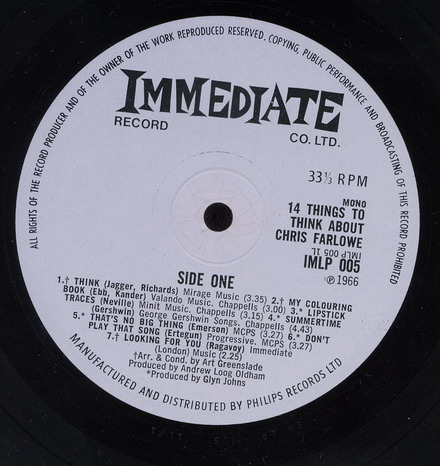 ALL RIGHTS OF THE RECORD PRODUCER AND OF THE OWNER OF THE WORK REPRODUCED RESERVED. COPYING, PUBLIC PERFORMANCE AND BROADCASTING OF THIS RECORD PROHIBITED
IMMEDIATE
RECORD
CO. LTD.
33⅓ RPM
MONO
14 THINGS TO
THINK ABOUT
CHRIS FARLOWE
IMLP 005 1L
IMLP 005
℗ 1966
SIDE ONE
1.† THINK (Jagger, Richards) Mirage Music (3.35) 2.† MY COLOURING
BOOK (Ebb, Kander) Valando Music. Chappells (3.00) 3.* LIPSTICK
TRACES (Neville) Minit Music. Chappells (3.15) 4.* SUMMERTIME
(Gershwin) George Gershwin Songs. Chappells (4.43)
5.* THAT'S NO BIG THING (Emerson) MCPS (3.27) 6.* DON'T
PLAY THAT SONG (Ertegun) Progressive. MCPS (3.27)
7.† LOOKING FOR YOU (Ragavoy) Immediate
(London) Music (2.25)
†Arr. & Cond. by Art Greenslade
Produced by Andrew Loog Oldham
*Produced by Glyn Johns
MANUFACTURED AND DISTRIBUTED BY PHILIPS RECORDS LTD